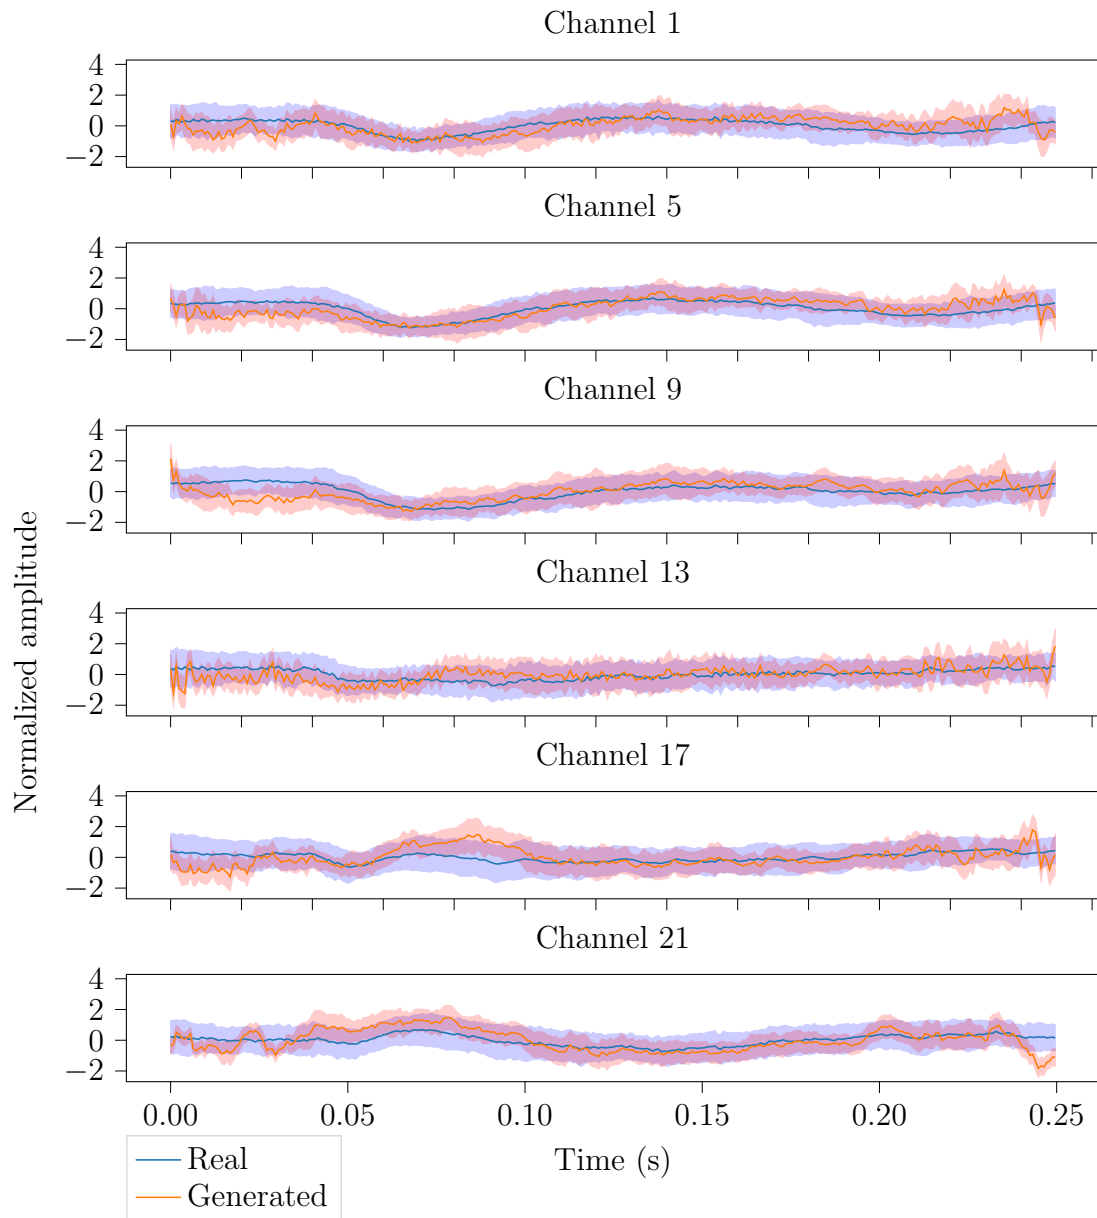 Channel 1
4
2
0
−2
Channel 5
4
2
0
−2
Channel 9
4
2
0
−2
Normalized amplitude
Channel 13
4
2
0
−2
Channel 17
4
2
0
−2
Channel 21
4
2
0
−2
0.00 0.05 0.10 0.15 0.20 0.25
Time (s)
Real
Generated